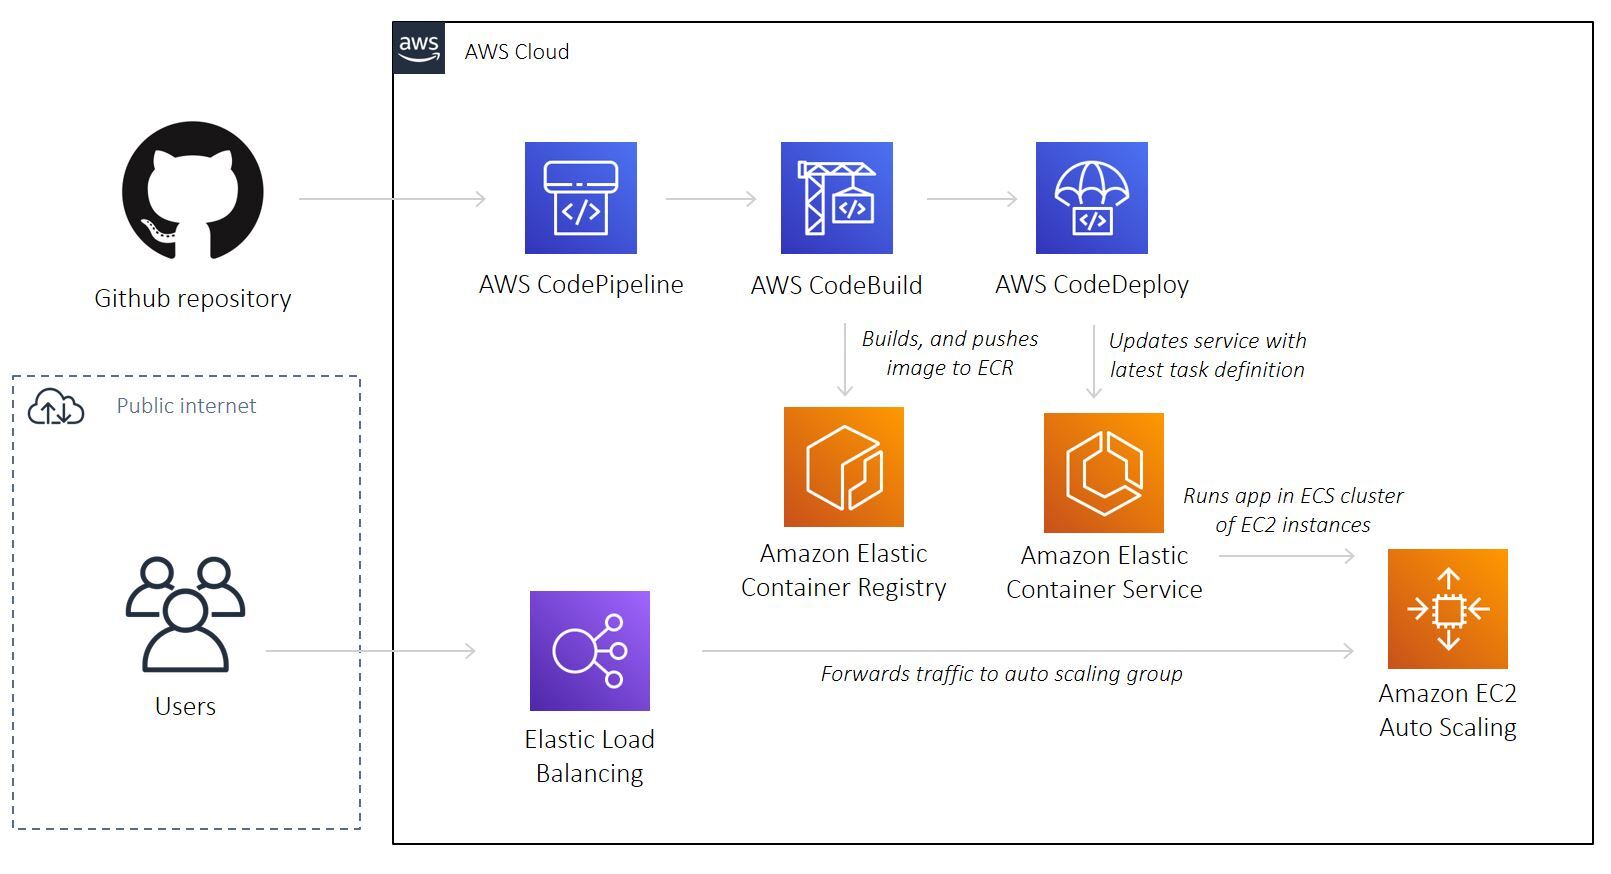 aws
AWS Cloud
Github repository
AWS CodePipeline
AWS CodeBuild
AWS CodeDeploy
Builds, and pushes
image to ECR
Updates service with
latest task definition
Public internet
Amazon Elastic
Container Registry
Amazon Elastic
Container Service
Runs app in ECS cluster
of EC2 instances
Users
Elastic Load
Balancing
Forwards traffic to auto scaling group
Amazon EC2
Auto Scaling